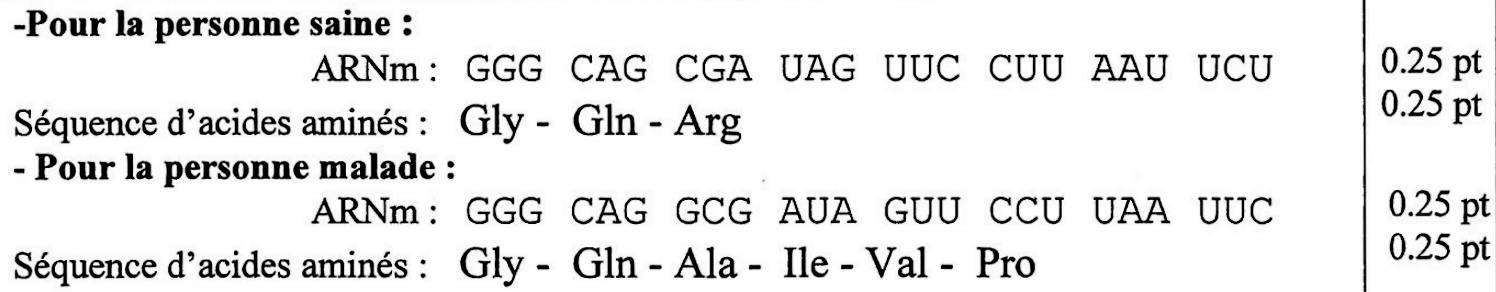 -Pour la personne saine :
ARNm : GGG CAG CGA UAG UUC CUU AAU UCU 0.25 pt
Séquence d'acides aminés : Gly - Gln - Arg 0.25 pt
- Pour la personne malade :
ARNm : GGG CAG GCG AUA GUU CCU UAA UUC 0.25 pt
Séquence d'acides aminés : Gly - Gln - Ala - Ile - Val - Pro 0.25 pt